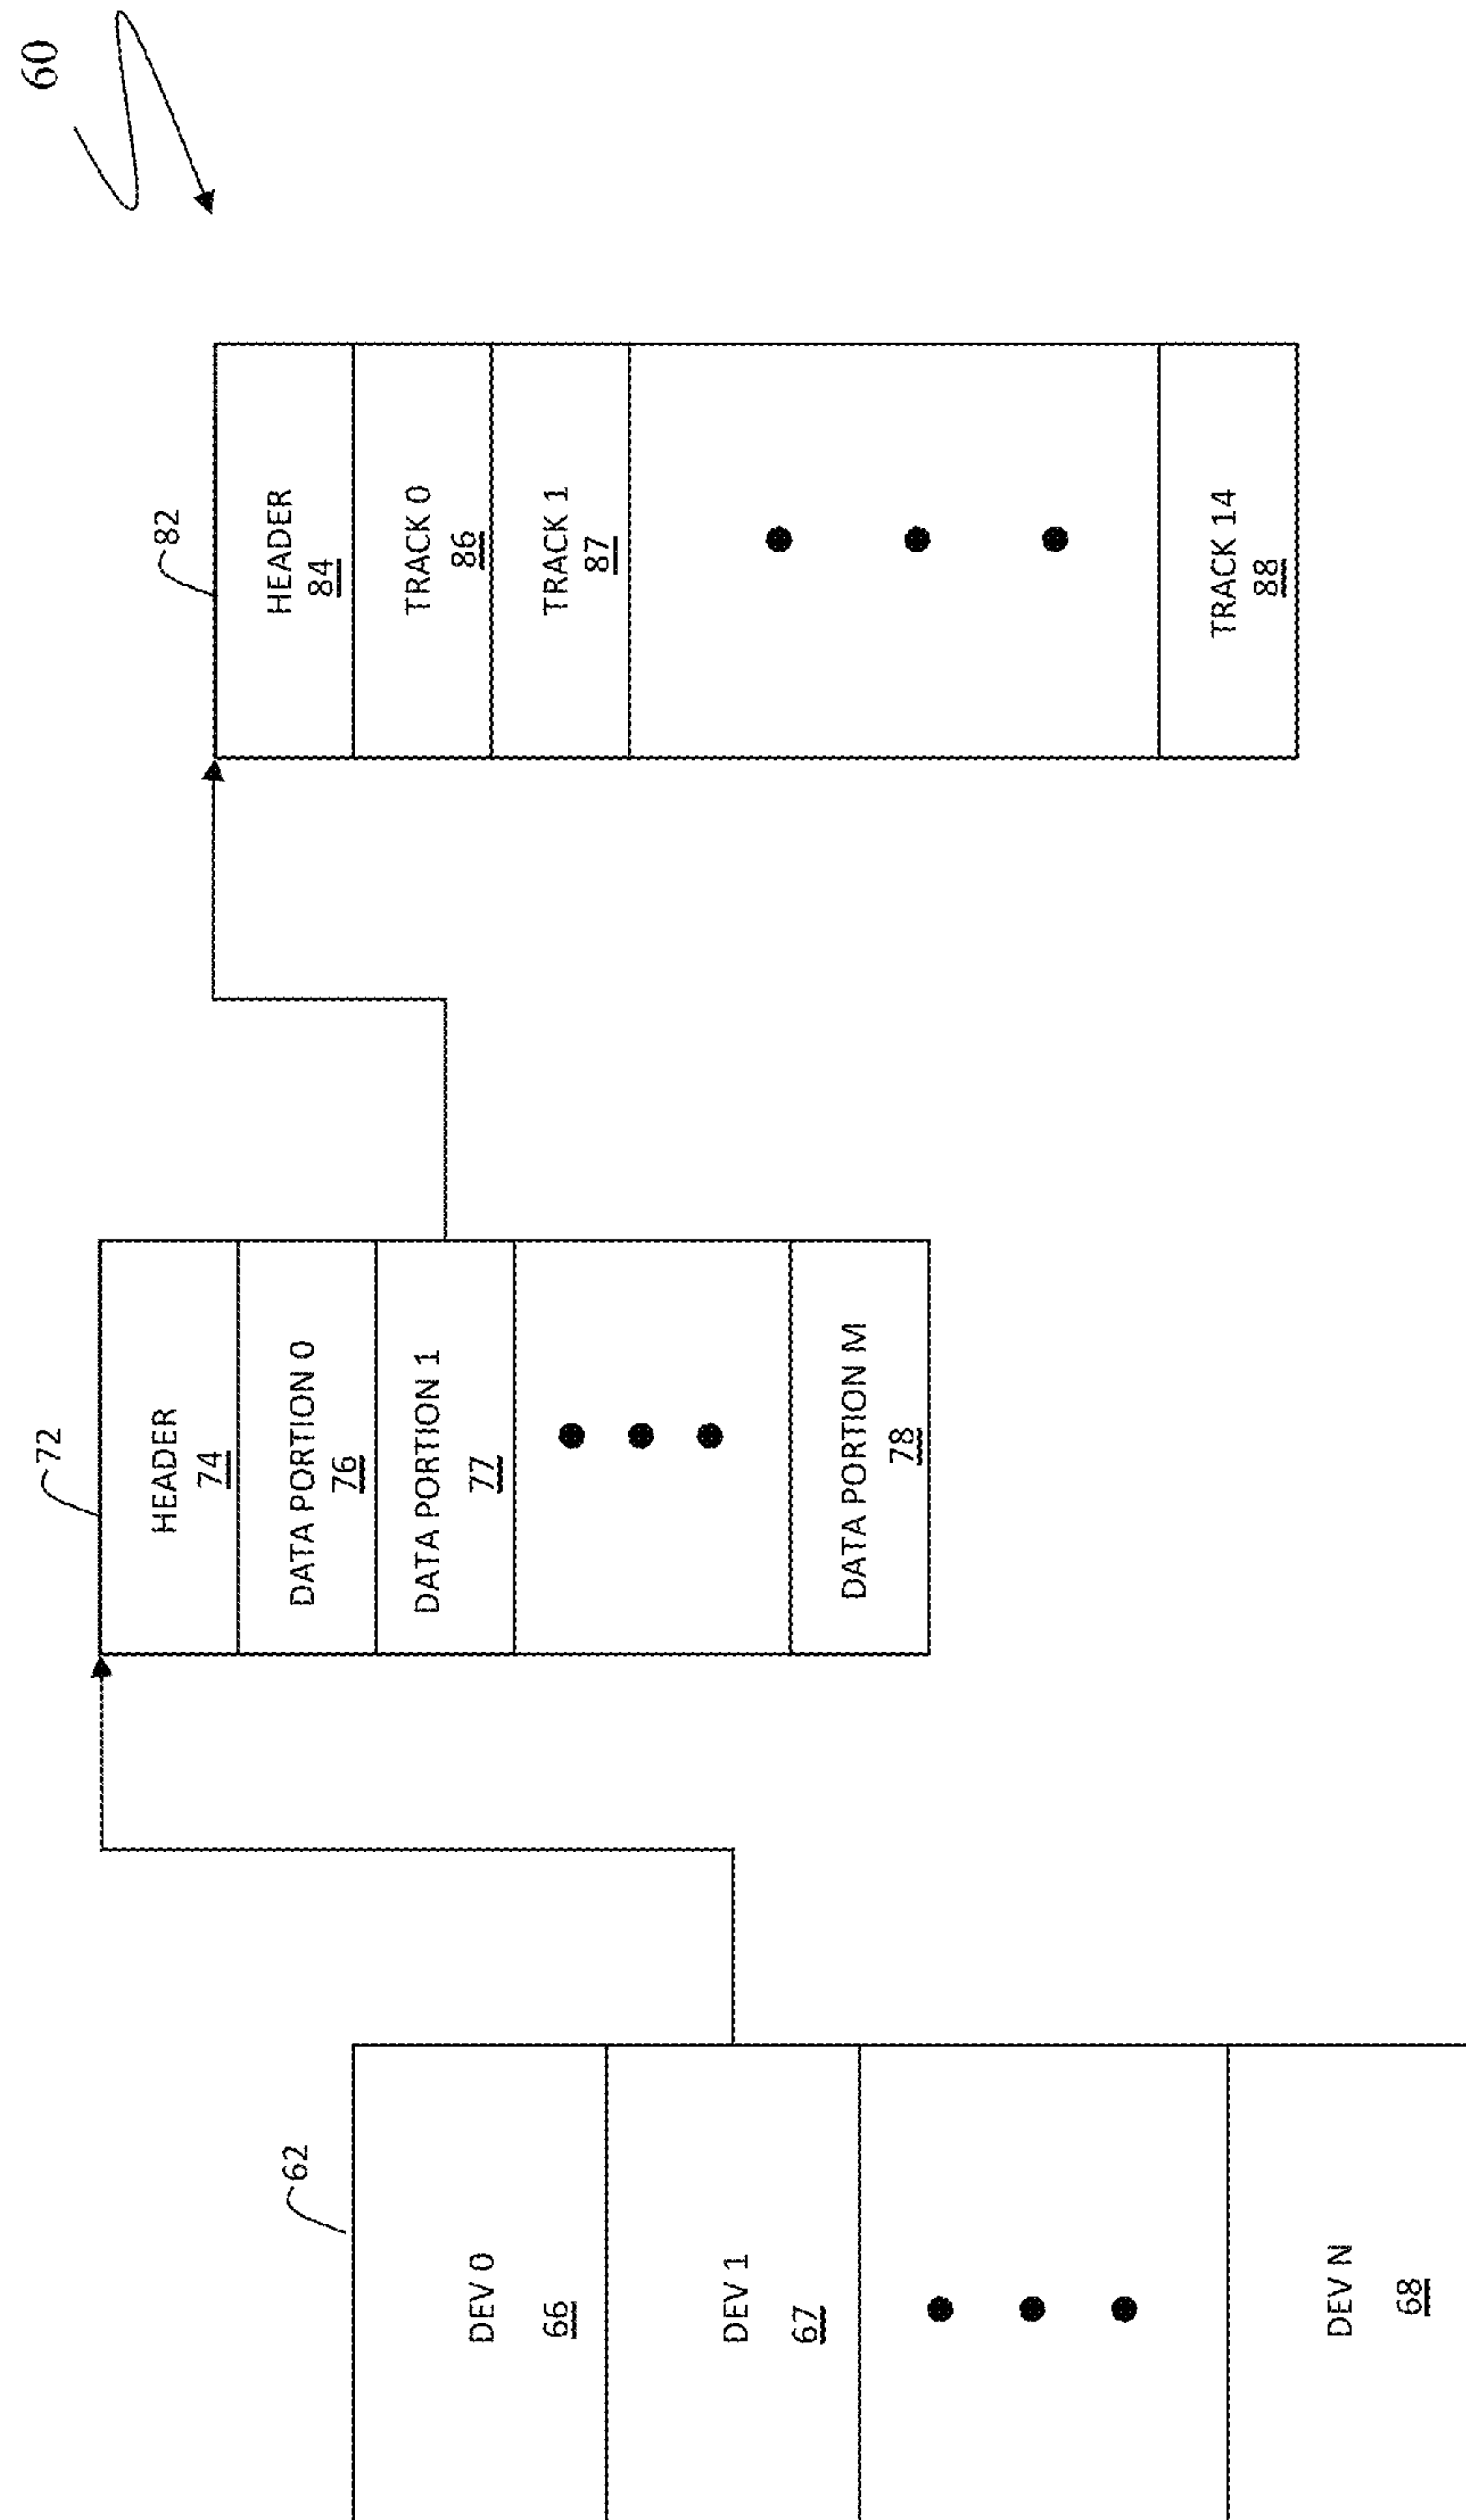 60
62
DEV 0
66
DEV 1
67
DEV N
68
72
HEADER
74
DATA PORTION 0
76
DATA PORTION 1
77
DATA PORTION M
78
82
HEADER
84
TRACK 0
86
TRACK 1
87
TRACK 14
88